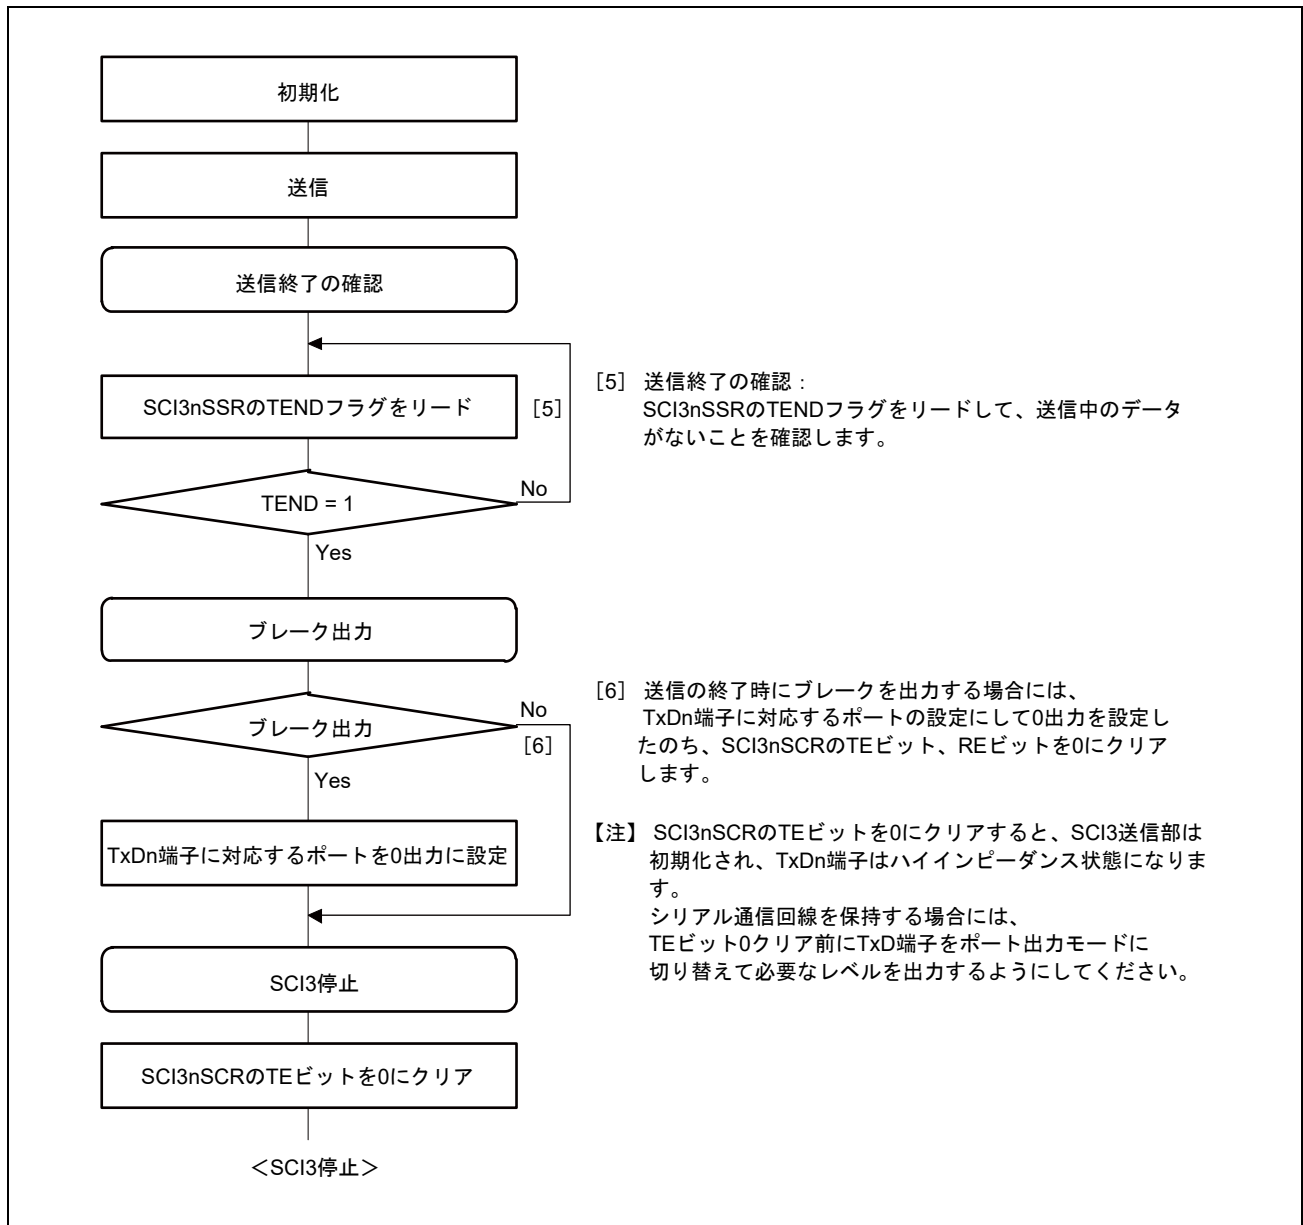 初期化
送信
送信終了の確認
SCI3nSSRのTENDフラグをリード
［5］
TEND = 1
No
Yes
ブレーク出力
ブレーク出力
No
［6］
Yes
TxDn端子に対応するポートを0出力に設定
SCI3停止
SCI3nSCRのTEビットを0にクリア
＜SCI3停止＞
［5］ 送信終了の確認：
SCI3nSSRのTENDフラグをリードして、送信中のデータ
がないことを確認します。
［6］ 送信の終了時にブレークを出力する場合には、
TxDn端子に対応するポートの設定にして0出力を設定し
たのち、SCI3nSCRのTEビット、REビットを0にクリア
します。
【注】 SCI3nSCRのTEビットを0にクリアすると、SCI3送信部は
初期化され、TxDn端子はハイインピーダンス状態になりま
す。
シリアル通信回線を保持する場合には、
TEビット0クリア前にTxD端子をポート出力モードに
切り替えて必要なレベルを出力するようにしてください。